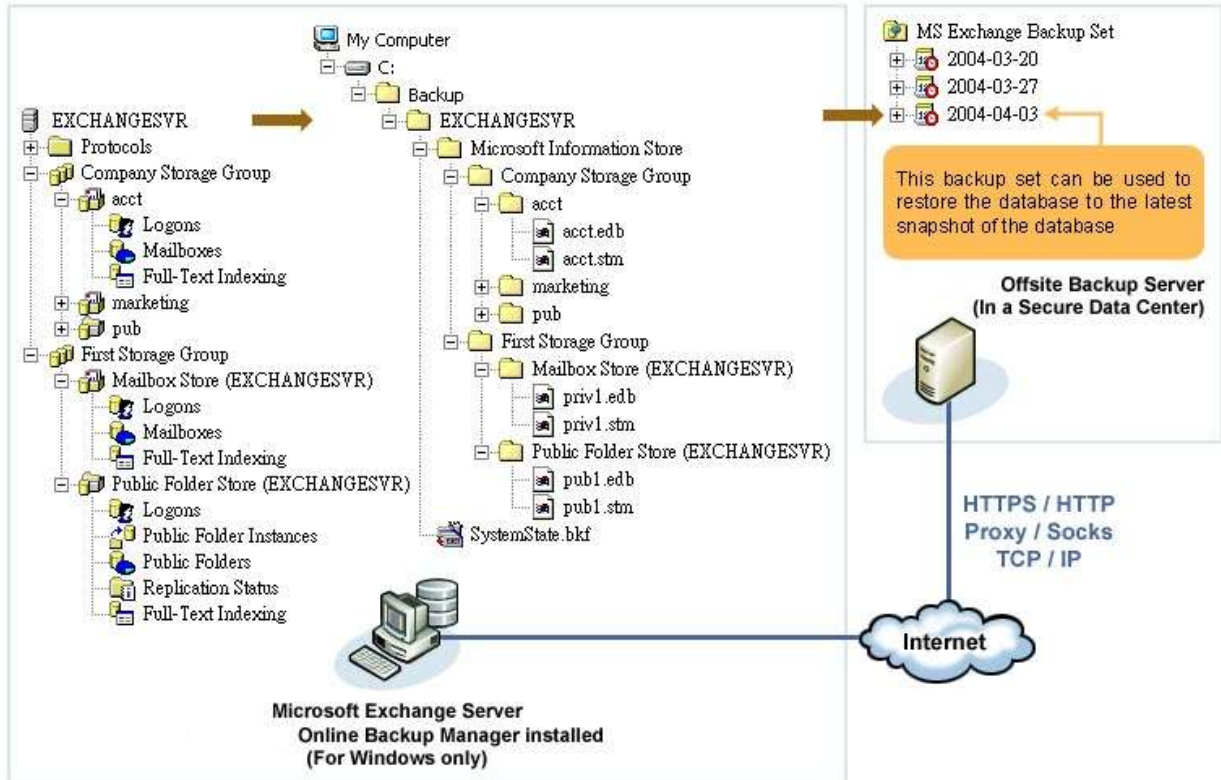 EXCHANGESVR
Protocols
Company Storage Group
acct
Logons
Mailboxes
Full-Text Indexing
marketing
pub
First Storage Group
Mailbox Store (EXCHANGESVR)
Logons
Mailboxes
Full-Text Indexing
Public Folder Store (EXCHANGESVR)
Logons
Public Folder Instances
Public Folders
Replication Status
Full-Text Indexing
My Computer
C:
Backup
EXCHANGESVR
Microsoft Information Store
Company Storage Group
acct
acct.edb
acct.stm
marketing
pub
First Storage Group
Mailbox Store (EXCHANGESVR)
priv1.edb
priv1.stm
Public Folder Store (EXCHANGESVR)
pub1.edb
pub1.stm
SystemState.bkf
Microsoft Exchange Server
Online Backup Manager installed
(For Windows only)
MS Exchange Backup Set
2004-03-20
2004-03-27
2004-04-03
This backup set can be used to
restore the database to the latest
snapshot of the database
Offsite Backup Server
(In a Secure Data Center)
HTTPS / HTTP
Proxy / Socks
TCP / IP
Internet